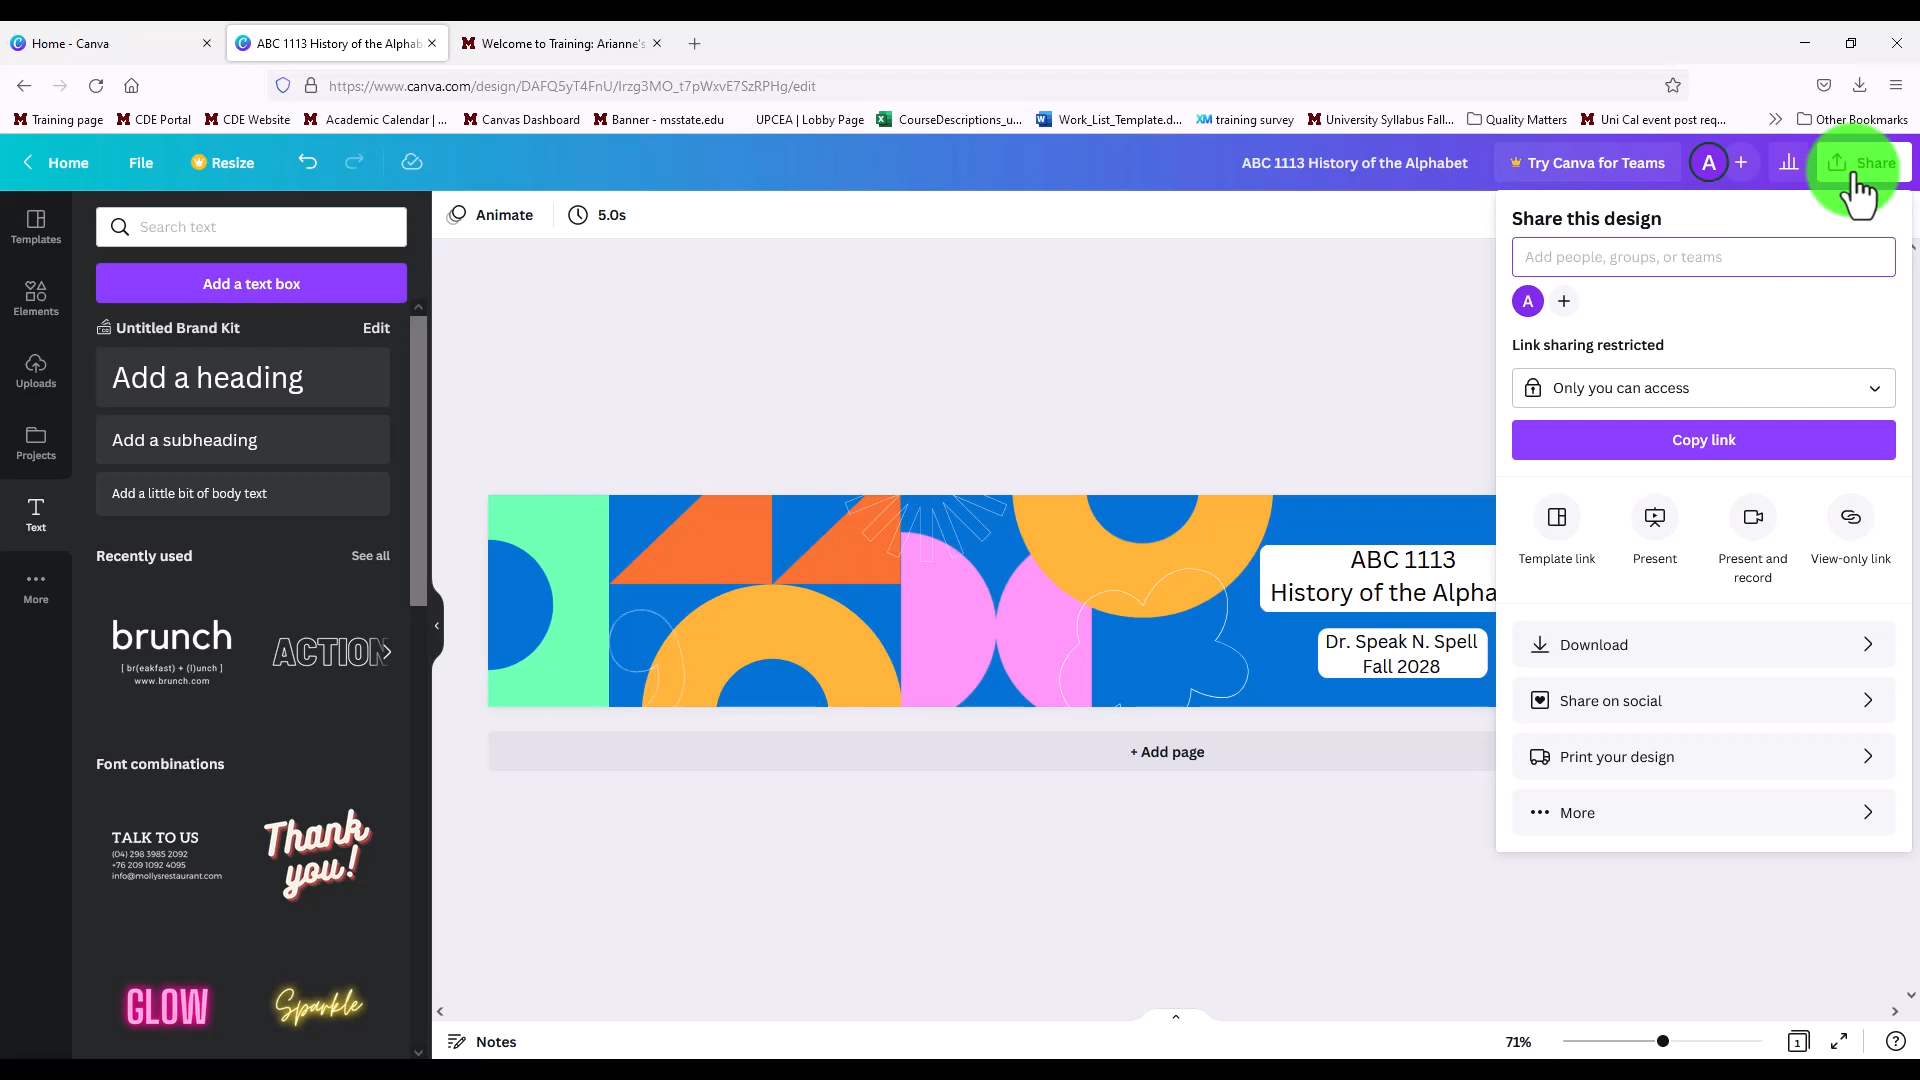 Home - Canva
ABC 1113 History of the Alphab
Welcome to Training: Arianne's
https://www.canva.com/design/DAFQ5yT4FnU/Irzg3MO_t7pWxvE7SzRPHg/edit
Training page
CDE Portal
CDE Website
Academic Calendar | ...
Canvas Dashboard
Banner - msstate.edu
UPCEA | Lobby Page
CourseDescriptions_u...
Work_List_Template.d...
training survey
University Syllabus Fall...
Quality Matters
Uni Cal event post req...
Other Bookmarks
Home
File
Resize
ABC 1113 History of the Alphabet
Try Canva for Teams
A
Share
Templates
Elements
Uploads
Projects
Text
More
Search text
Add a text box
Untitled Brand Kit
Edit
Add a heading
Add a subheading
Add a little bit of body text
Recently used
See all
brunch
[ br(eakfast) + (l)unch ]
www.brunch.com
ACTION
Font combinations
TALK TO US
(04) 298 3985 2092
+76 209 1092 4095
info@mollysrestaurant.com
Thank
you!
GLOW
Sparkle
Animate
5.0s
ABC 1113
History of the Alpha
Dr. Speak N. Spell
Fall 2028
+ Add page
Share this design
Add people, groups, or teams
A
Link sharing restricted
Only you can access
Copy link
Template link
Present
Present and
record
View-only link
Download
Share on social
Print your design
More
Notes
71%
1